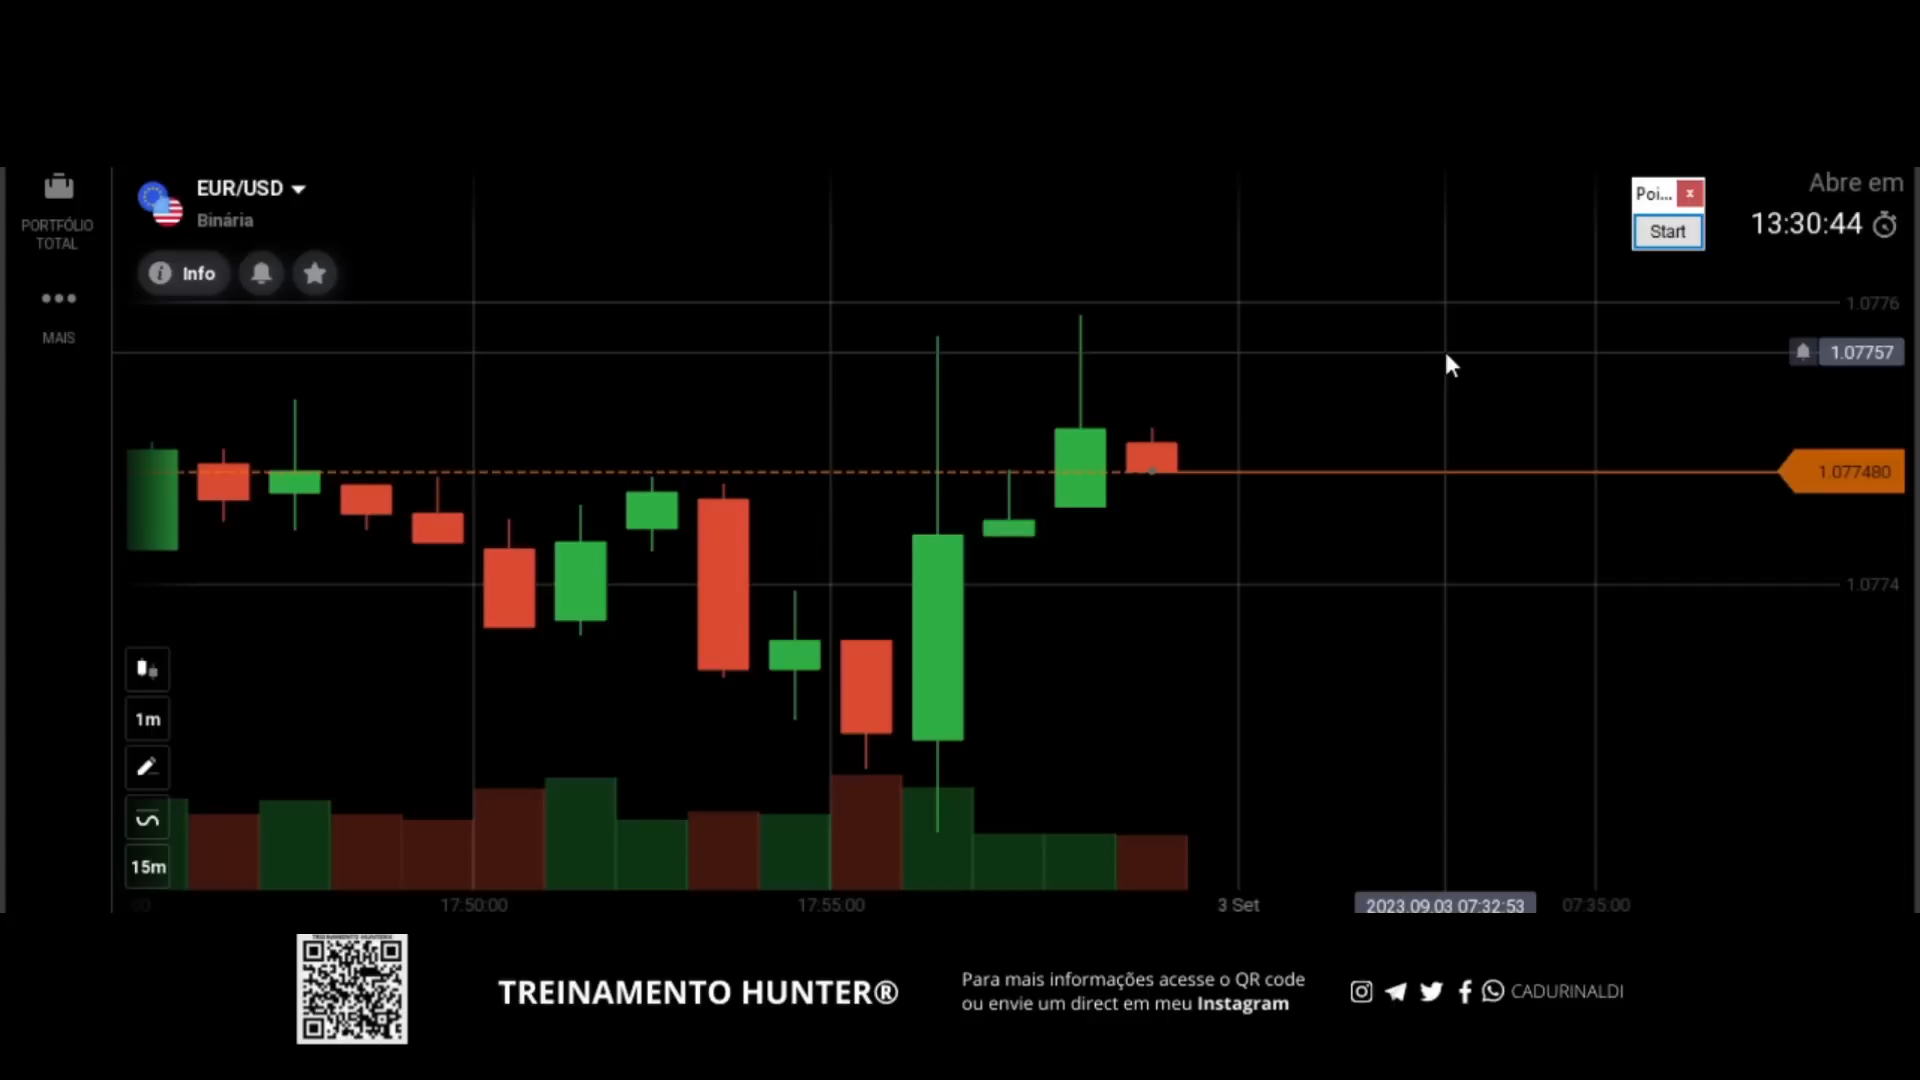 PORTFÓLIO
TOTAL
MAIS
EUR/USD
Binária
Info
Poi...
x
Start
Abre em
13:30:44
1.0776
1.07757
1.077480
1.0774
1m
15m
17:50:00
17:55:00
3 Set
2023.09.03 07:32:53
07:35:00
TREINAMENTO HUNTER®
Para mais informações acesse o QR code
ou envie um direct em meu Instagram
CADURINALDI